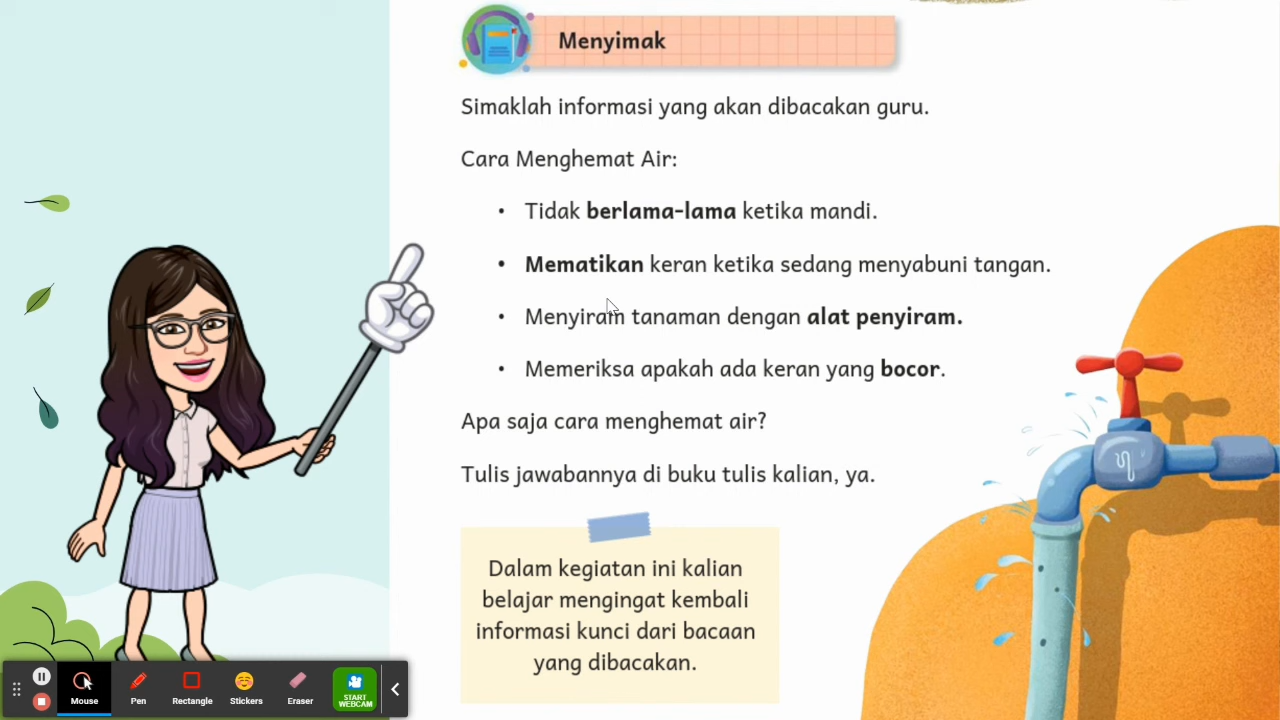 Menyimak
Simaklah informasi yang akan dibacakan guru.
Cara Menghemat Air:
• Tidak berlama-lama ketika mandi.
• Mematikan keran ketika sedang menyabuni tangan.
• Menyiram tanaman dengan alat penyiram.
• Memeriksa apakah ada keran yang bocor.
Apa saja cara menghemat air?
Tulis jawabannya di buku tulis kalian, ya.
Dalam kegiatan ini kalian
belajar mengingat kembali
informasi kunci dari bacaan
yang dibacakan.
Mouse
Pen
Rectangle
Stickers
Eraser
START
WEBCAM